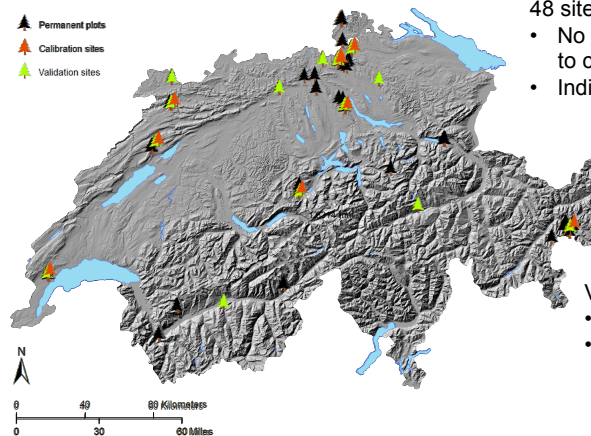 48 site
Permanent plots
• No
to c
Calibration sites
Validation sites
• Indi
V
•
•
N
0 40 80 Kilometers
0 30 60 Miles